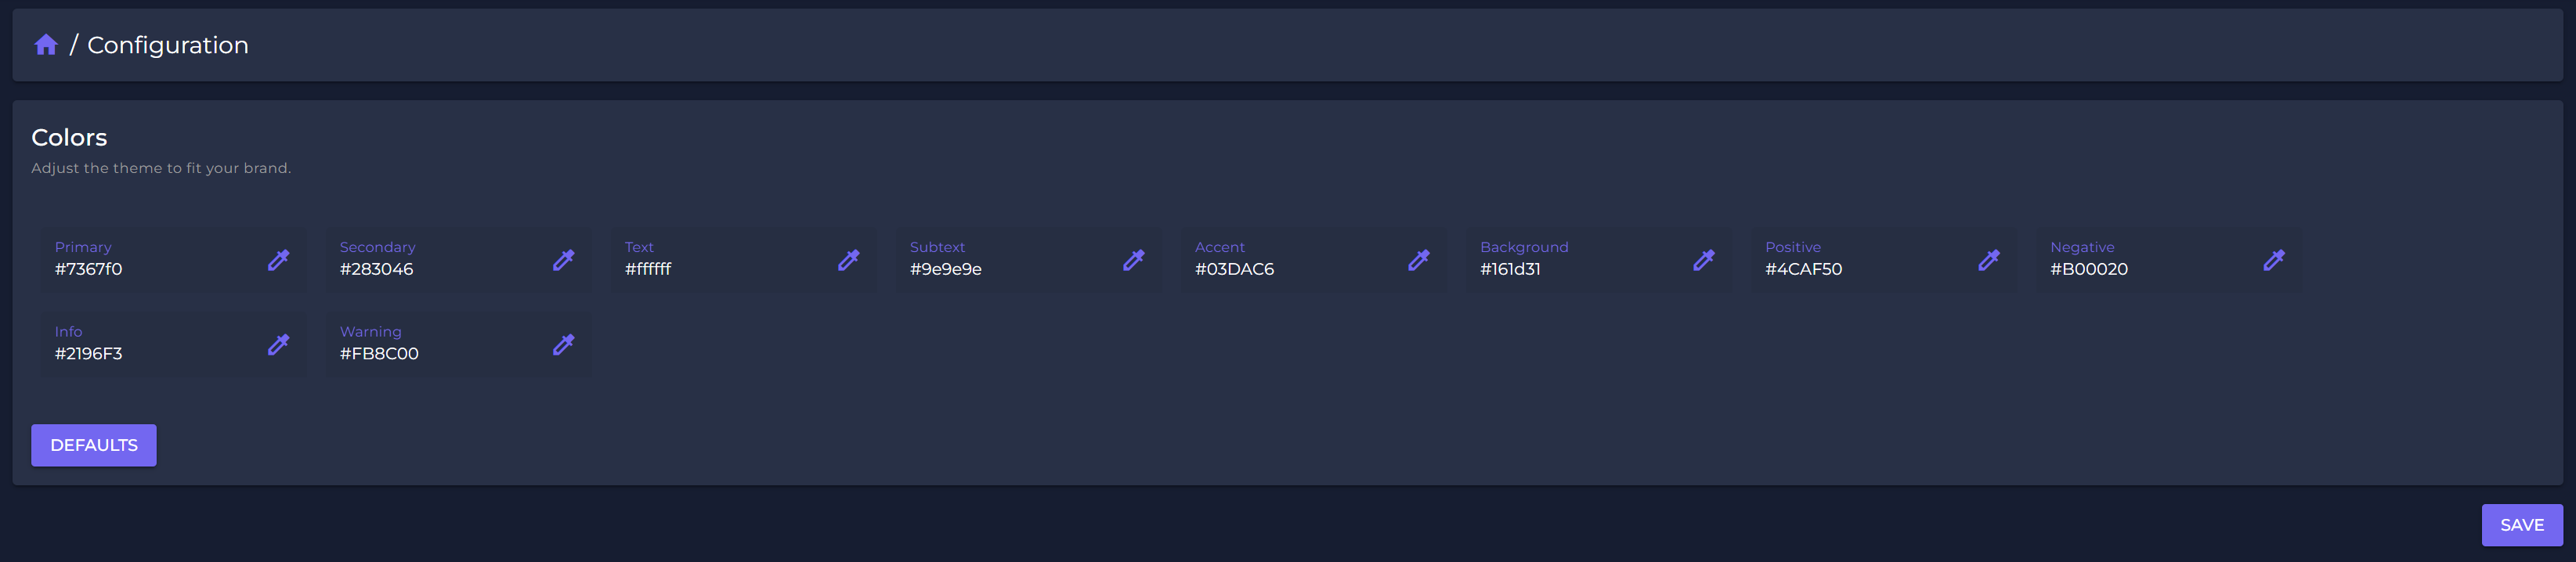 / Configuration
Colors
Adjust the theme to fit your brand.
Primary Secondary Text Subtext Accent Background Positive Negative
#7367f0 #283046 #ffffff #9e9e9e #03DAC6 #161d31 #4CAF50 #B00020
Info Warning
#2196F3 #FB8C00
DEFAULTS
SAVE